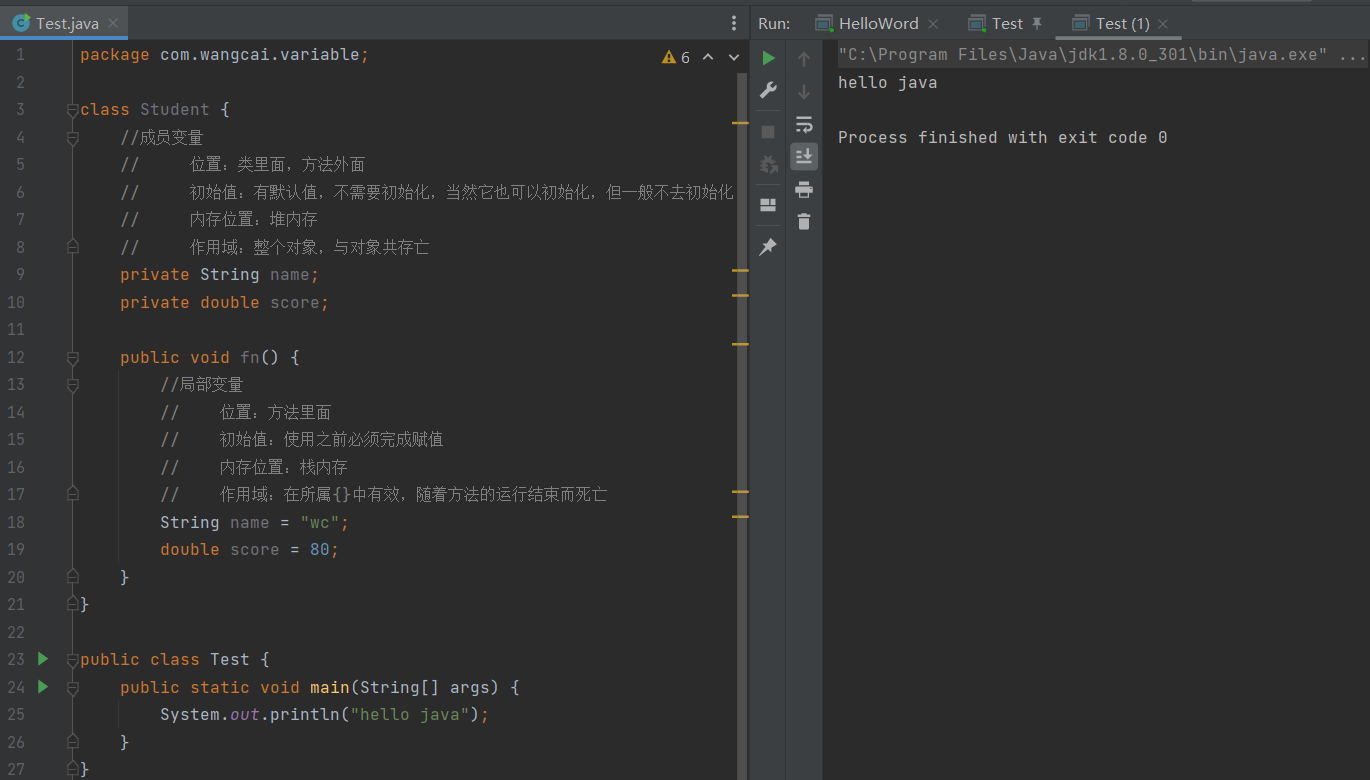 Test.java
package com.wangcai.variable;
6
class Student {
//成员变量
//     位置：类里面，方法外面
//     初始值：有默认值，不需要初始化，当然它也可以初始化，但一般不去初始化
//     内存位置：堆内存
//     作用域：整个对象，与对象共存亡
private String name;
private double score;
public void fn() {
//局部变量
//    位置：方法里面
//    初始值：使用之前必须完成赋值
//    内存位置：栈内存
//    作用域：在所属{}中有效，随着方法的运行结束而死亡
String name = "wc";
double score = 80;
}
}
public class Test {
public static void main(String[] args) {
System.out.println("hello java");
}
}
1
2
3
4
5
6
7
8
9
10
11
12
13
14
15
16
17
18
19
20
21
22
23
24
25
26
27
Run: HelloWord Test Test (1)
"C:\Program Files\Java\jdk1.8.0_301\bin\java.exe" ...
hello java
Process finished with exit code 0